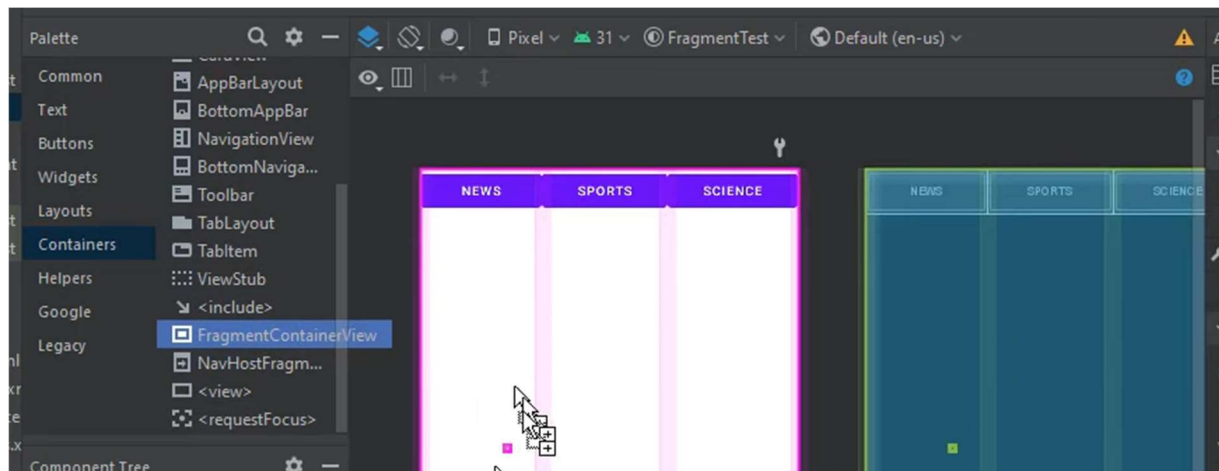 Palette
Pixel
31
FragmentTest
Default (en-us)
Common
Text
Buttons
Widgets
Layouts
Containers
Helpers
Google
Legacy
AppBarLayout
BottomAppBar
NavigationView
BottomNaviga...
Toolbar
TabLayout
TabItem
ViewStub
<include>
FragmentContainerView
NavHostFragm...
<view>
<requestFocus>
NEWS SPORTS SCIENCE
NEWS SPORTS SCIENCE
Component Tree